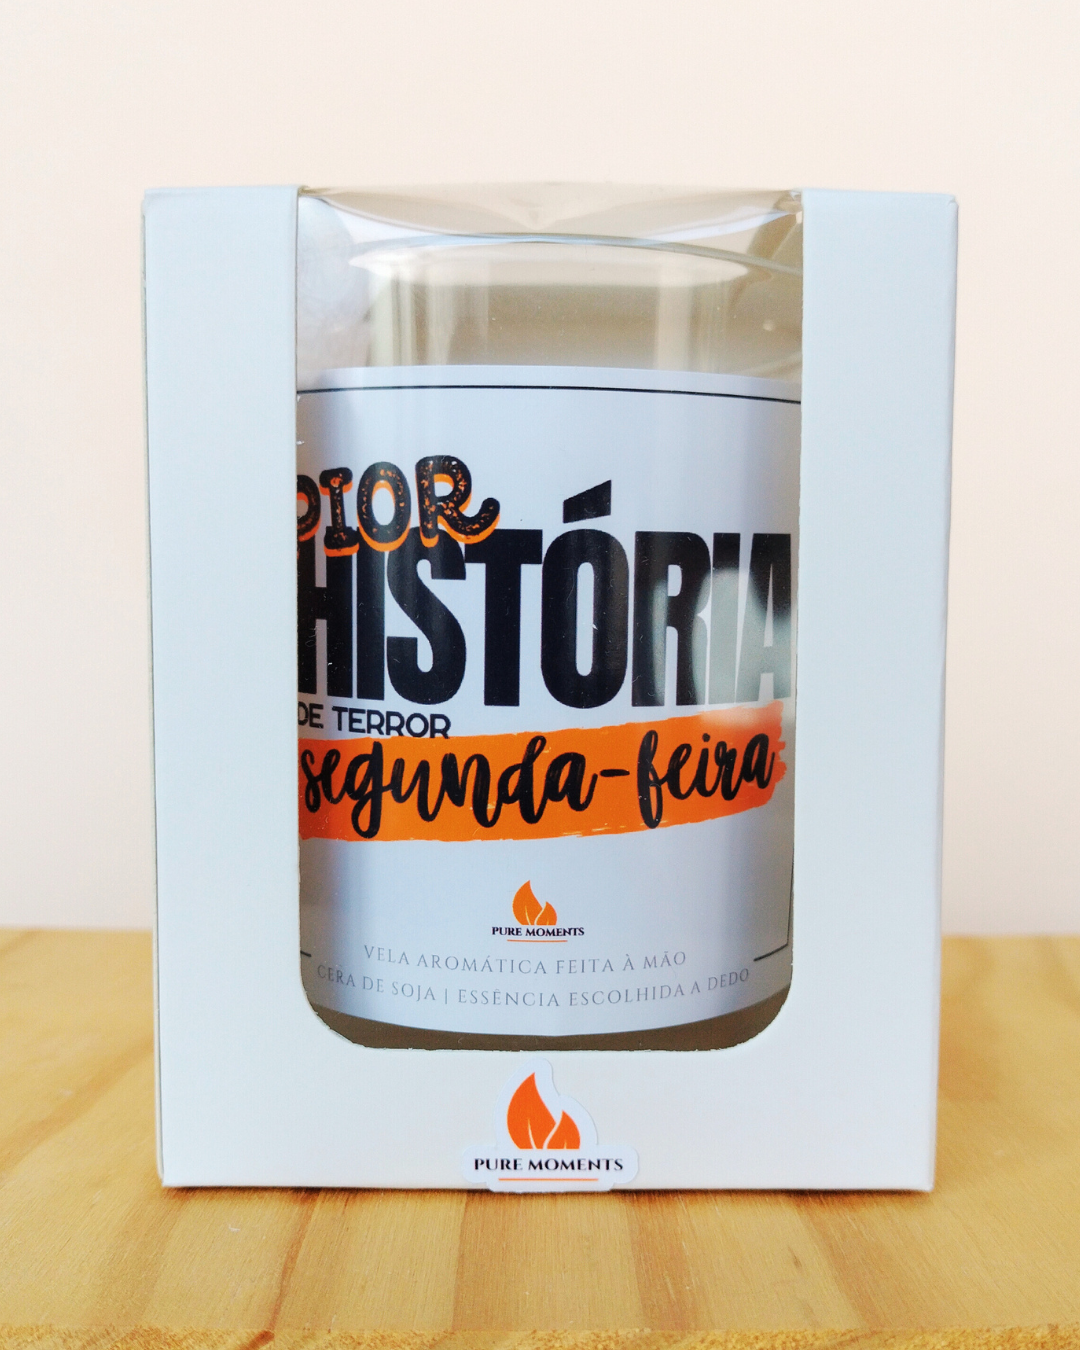 PIOR
HISTÓRIA
DE TERROR
segunda-feira
PURE MOMENTS
VELA AROMÁTICA FEITA À MÃO
CERA DE SOJA | ESSÊNCIA ESCOLHIDA A DEDO
PURE MOMENTS